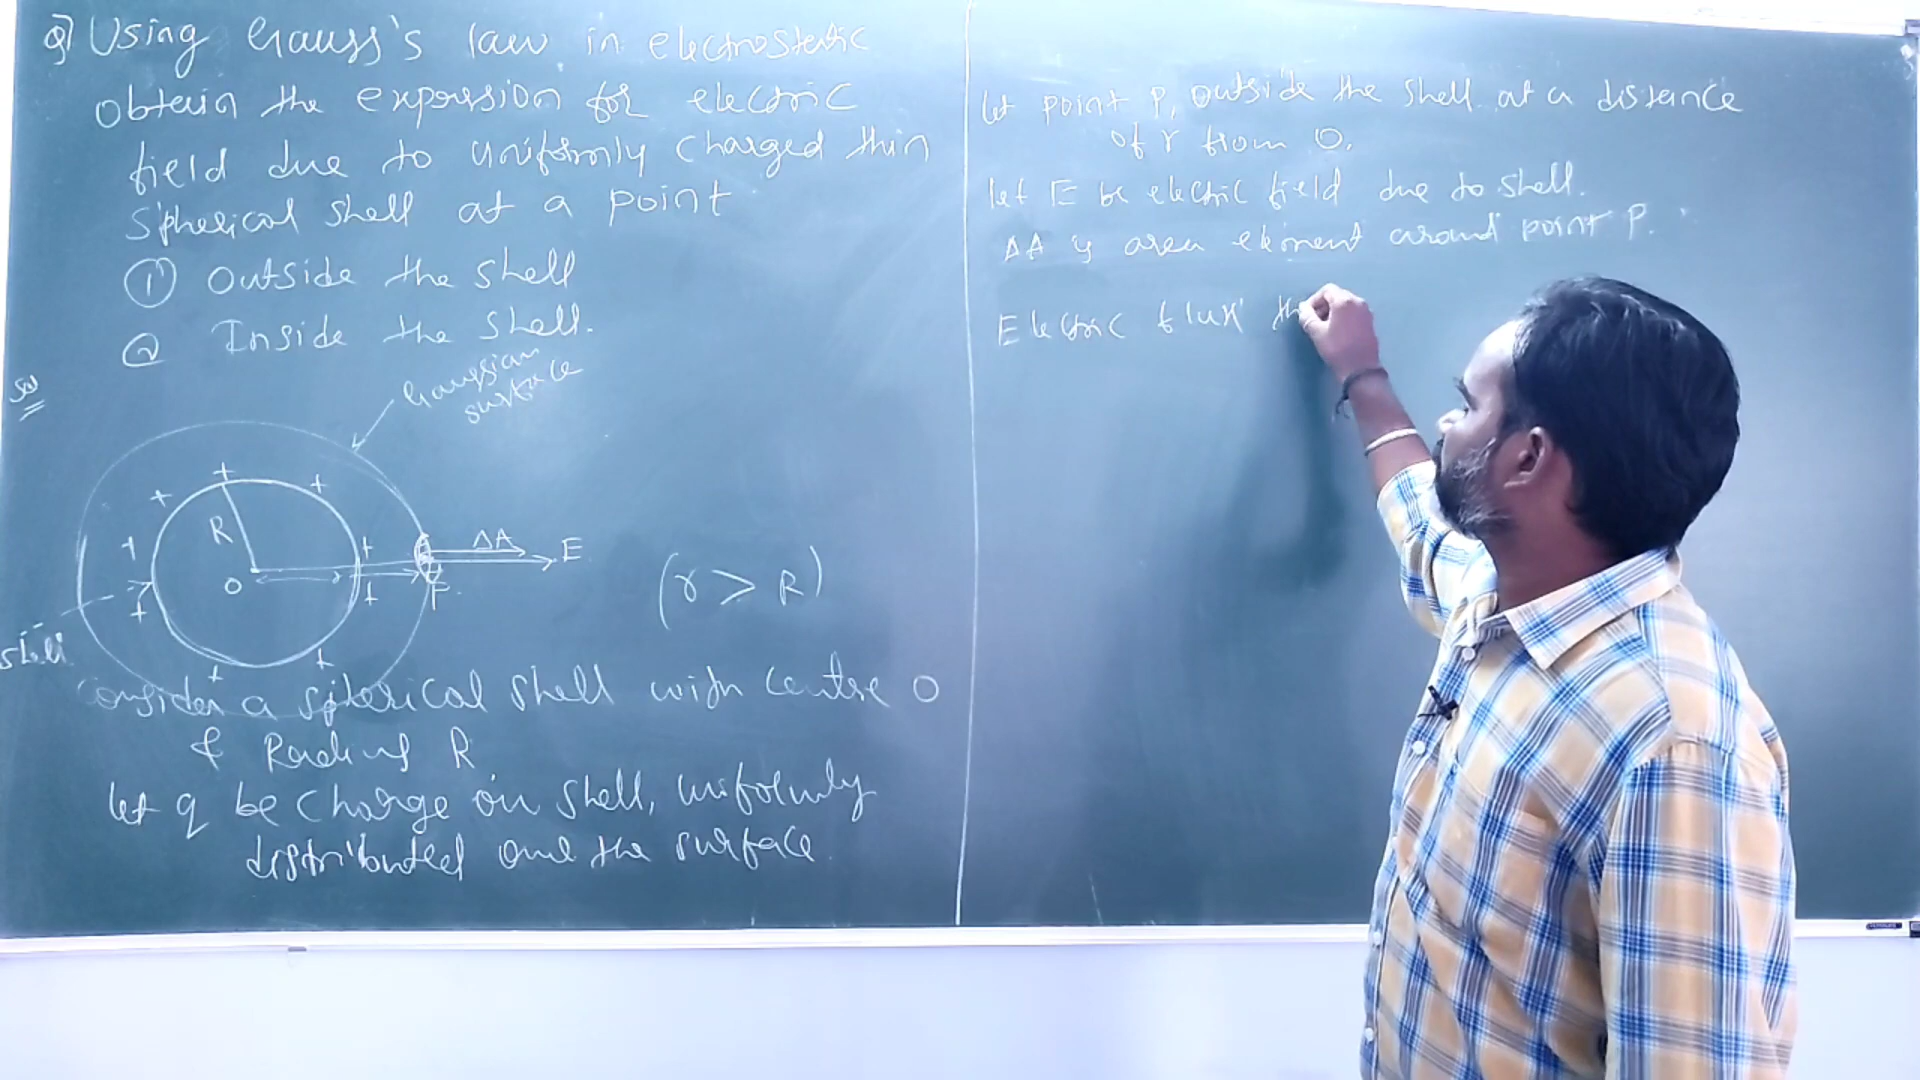 Q] Using Gauss's law in electrostatic
obtain the expression for electric
field due to uniformly charged thin
Spherical shell at a point
① Outside the shell
② Inside the shell.
Sol
Gaussian
surface
R
O
ΔA
E
P.
shell
(r > R)
Consider a spherical shell with centre O
& Radius R
let q be charge on shell, uniformly
distributed one the surface.
let point P, outside the shell at a distance
of r from O.
let E be electric field due to shell.
ΔA is area element around point P.
Electric flux th